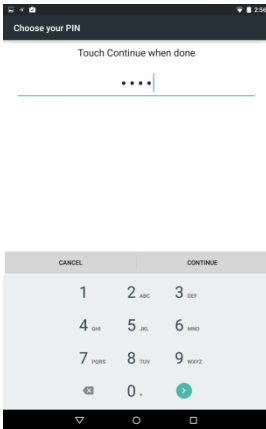 2:56
Choose your PIN
Touch Continue when done
••••
CANCEL CONTINUE
1 2 ABC 3 DEF
4 GHI 5 JKL 6 MNO
7 PQRS 8 TUV 9 WXYZ
0 +